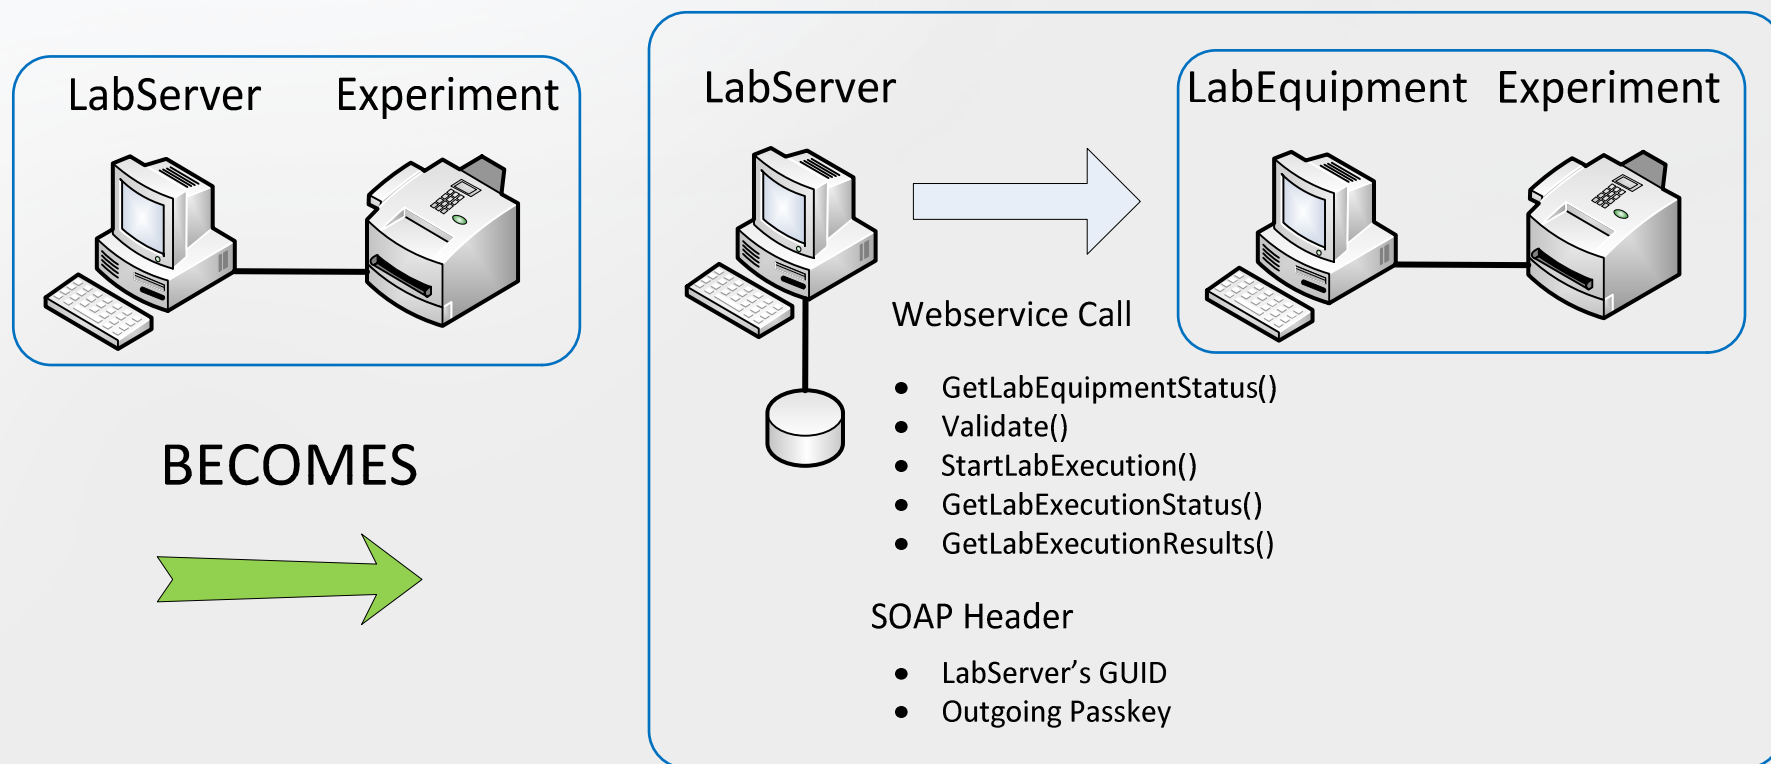 LabServer Experiment
BECOMES
LabServer
LabEquipment Experiment
Webservice Call
• GetLabEquipmentStatus()
• Validate()
• StartLabExecution()
• GetLabExecutionStatus()
• GetLabExecutionResults()
SOAP Header
• LabServer’s GUID
• Outgoing Passkey